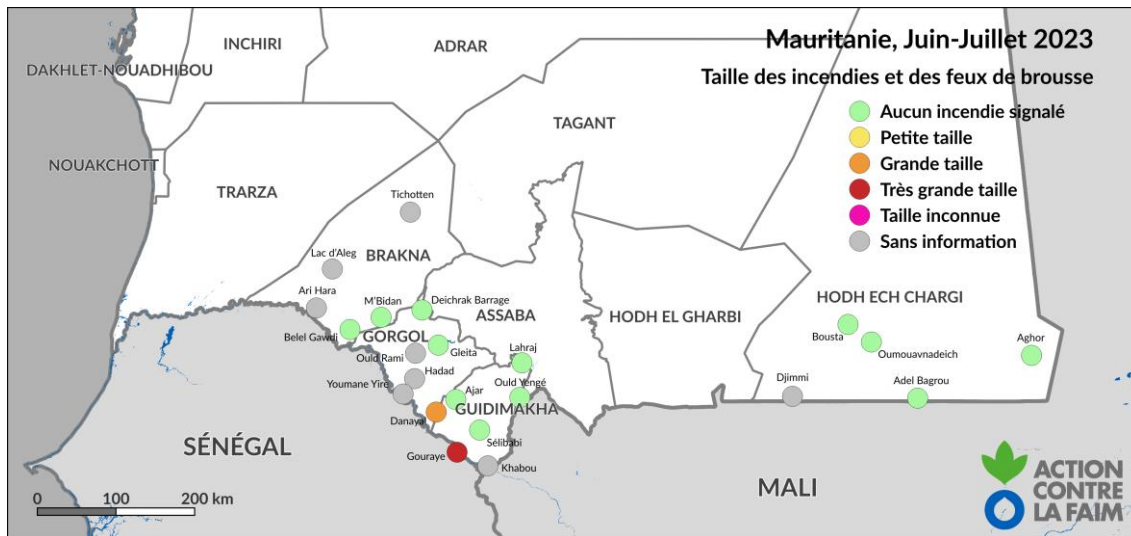 Mauritanie, Juin-Juillet 2023
Taille des incendies et des feux de brousse
Aucun incendie signalé
Petite taille
Grande taille
Très grande taille
Taille inconnue
Sans information
INCHIRI
ADRAR
DAKHLET-NOUADHIBOU
TAGANT
NOUAKCHOTT
TRARZA
Tichotten
Lac d'Aleg
BRAKNA
Ari Hara
M'Bidan
Deichrak Barrage
ASSABA
HODH EL GHARBI
HODH ECH CHARGI
Belel Gawdi
GORGOL
Gleita
Lahraj
Bousta
Oumouavnadeich
Aghor
Ould Rami
Hadad
Youmane Yire
Ajar
Ould Yengé
Djimmi
Adel Bagrou
GUIDIMAKHA
Danayal
Sélibabi
Gouraye
Khabou
SÉNÉGAL
MALI
0 100 200 km
ACTION
CONTRE
LA FAIM